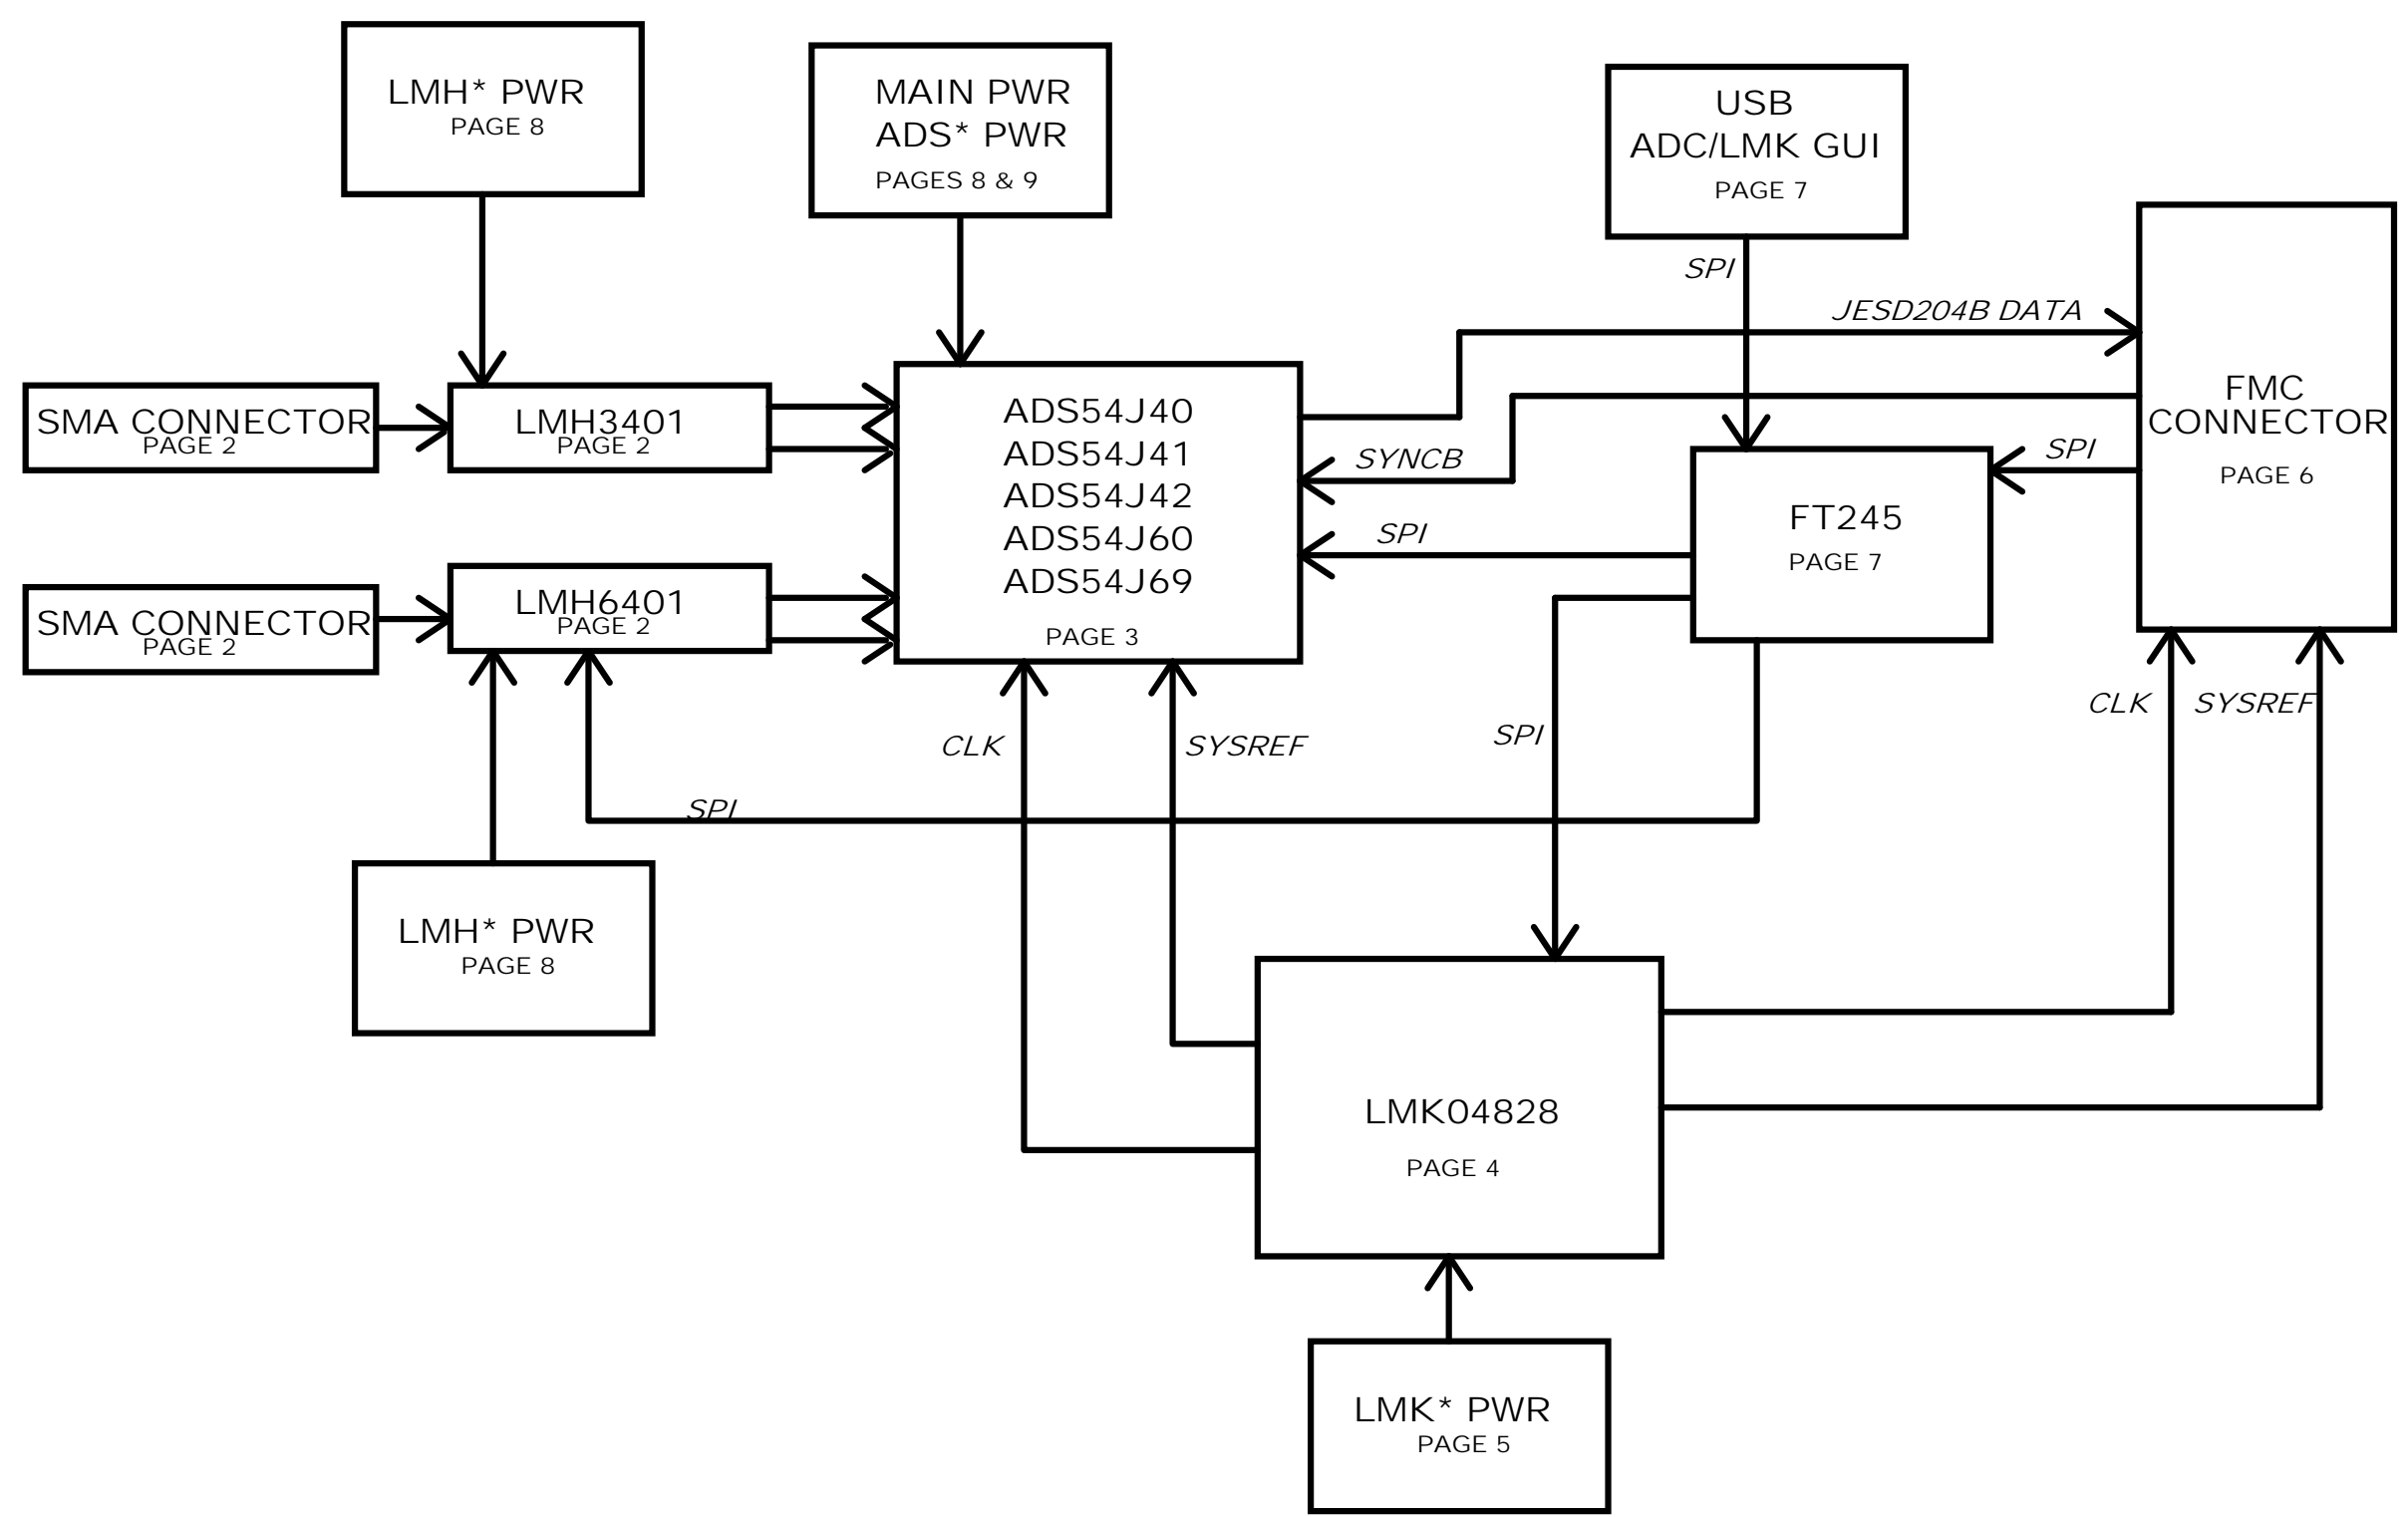 LMH* PWR
PAGE 8
MAIN PWR
ADS* PWR
PAGES 8 & 9
USB
ADC/LMK GUI
PAGE 7
SPI
JESD204B DATA
FMC
CONNECTOR
PAGE 6
SMA CONNECTOR
PAGE 2
LMH3401
PAGE 2
ADS54J40
ADS54J41
ADS54J42
ADS54J60
ADS54J69
PAGE 3
SYNCB
SPI
SPI
FT245
PAGE 7
SMA CONNECTOR
PAGE 2
LMH6401
PAGE 2
CLK
SYSREF
SPI
CLK
SYSREF
SPI
LMH* PWR
PAGE 8
LMK04828
PAGE 4
LMK* PWR
PAGE 5